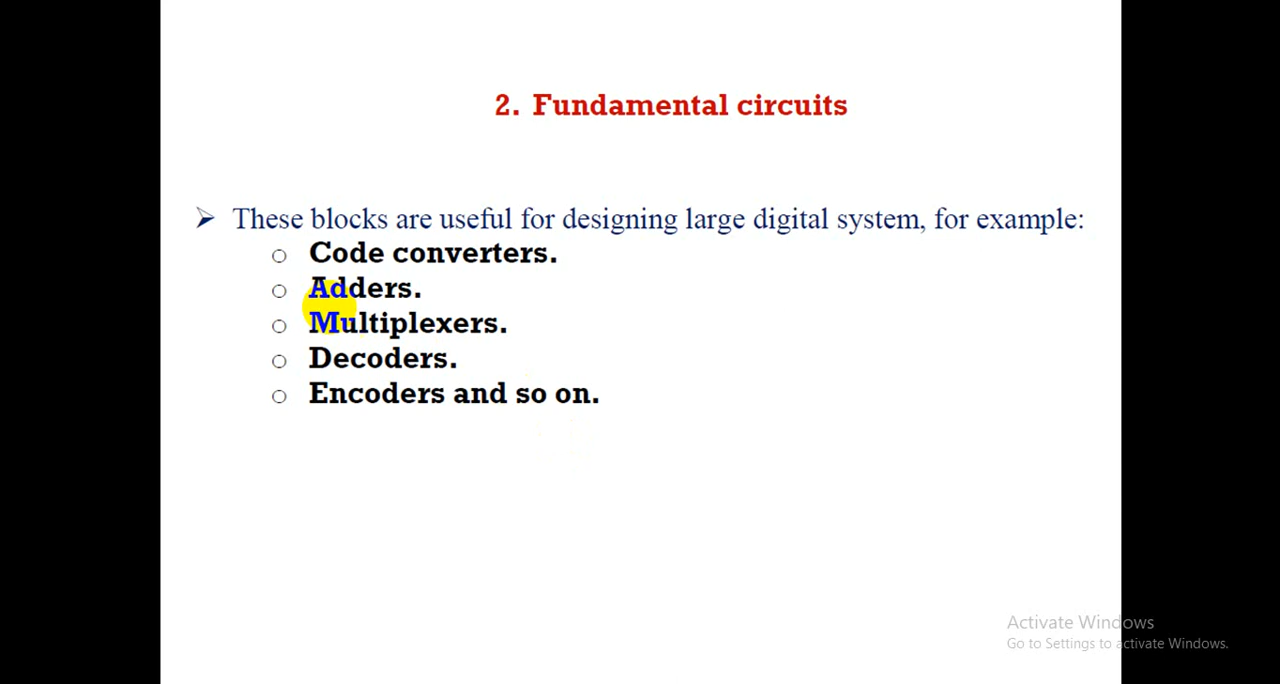 2. Fundamental circuits
These blocks are useful for designing large digital system, for example:
Code converters.
Adders.
Multiplexers.
Decoders.
Encoders and so on.
Activate Windows
Go to Settings to activate Windows.